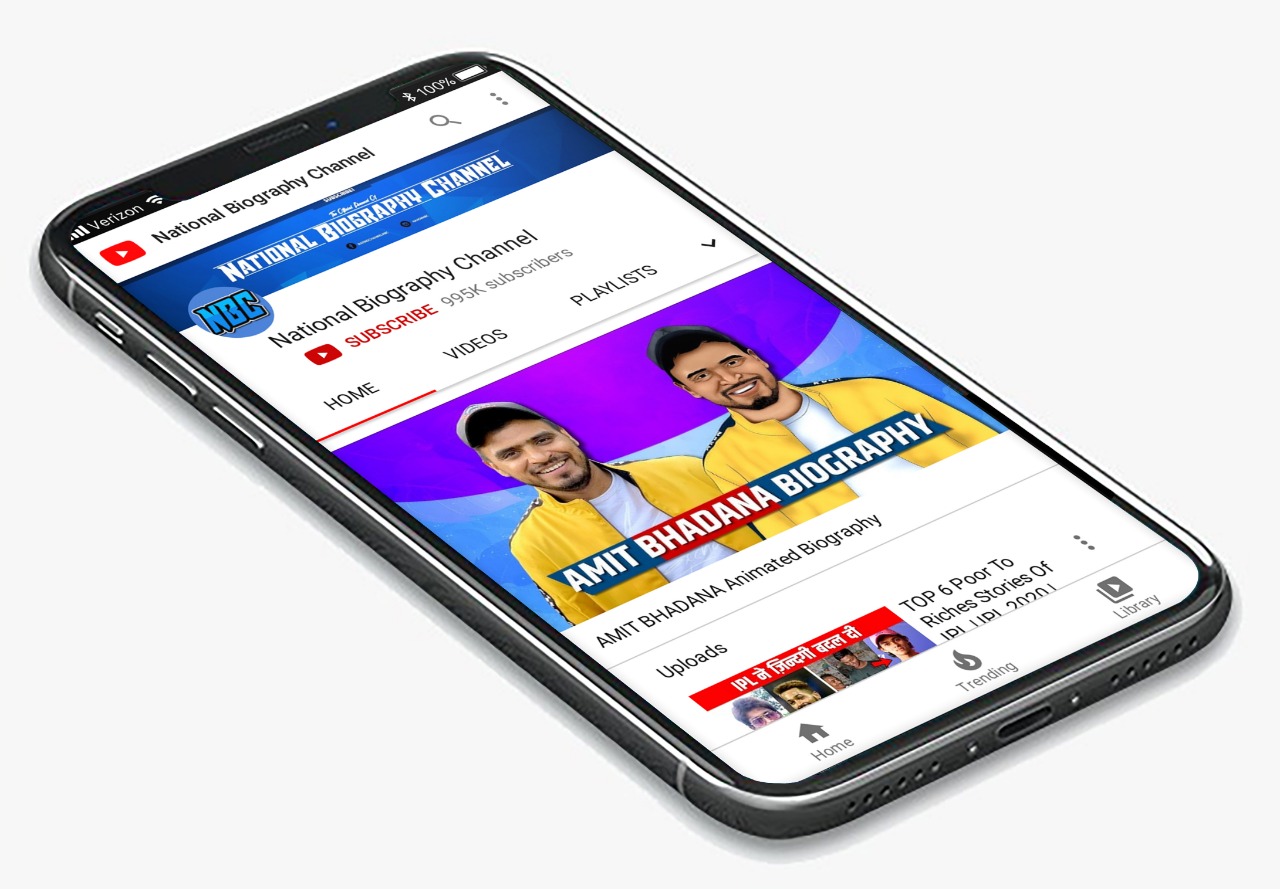 Verizon
100%
National Biography Channel
SUBSCRIBE!
The Official Channel Of
NATIONAL BIOGRAPHY CHANNEL
NBC
National Biography Channel
SUBSCRIBE 995K subscribers
HOME
VIDEOS
PLAYLISTS
AMIT BHADANA BIOGRAPHY
AMIT BHADANA Animated Biography
Uploads
IPL ने ज़िन्दगी बदल दी
TOP 6 Poor To
Riches Stories Of
IPL | IPL 2020 |
Home
Trending
Library